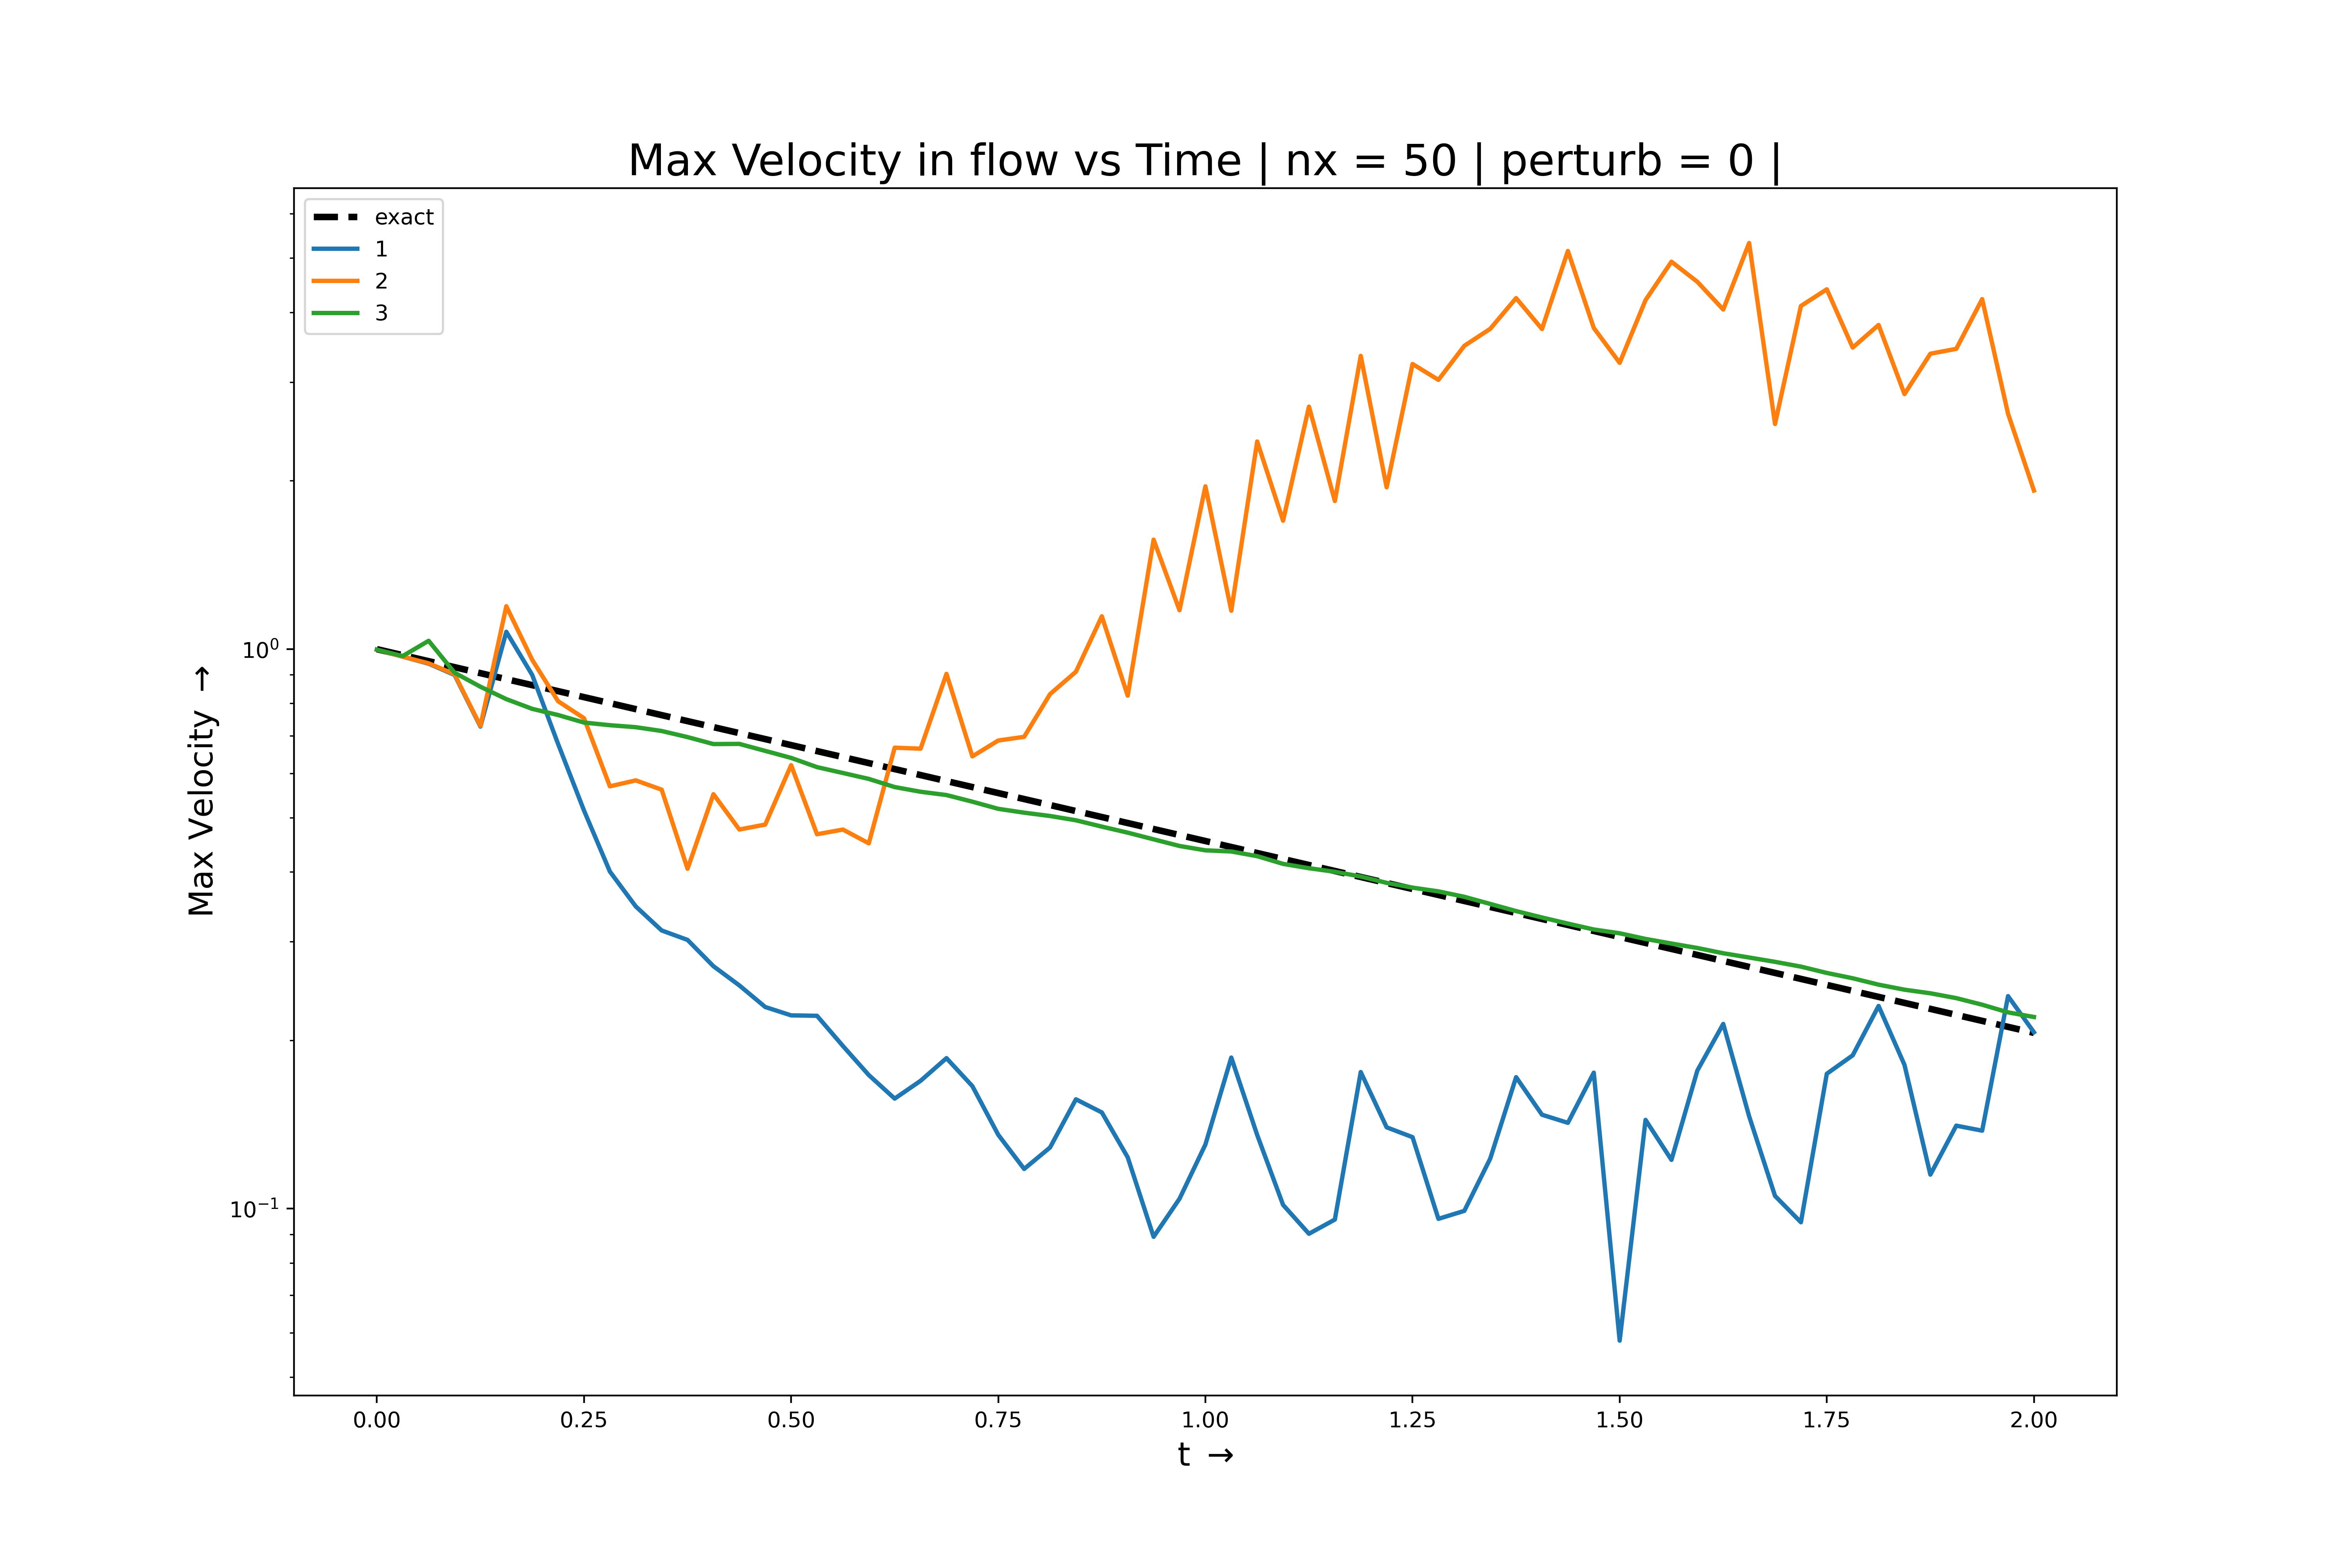 Max Velocity in flow vs Time | nx = 50 | perturb = 0 |
exact
1
2
3
Max Velocity →
10⁰
10⁻¹
0.00 0.25 0.50 0.75 1.00 1.25 1.50 1.75 2.00
t →